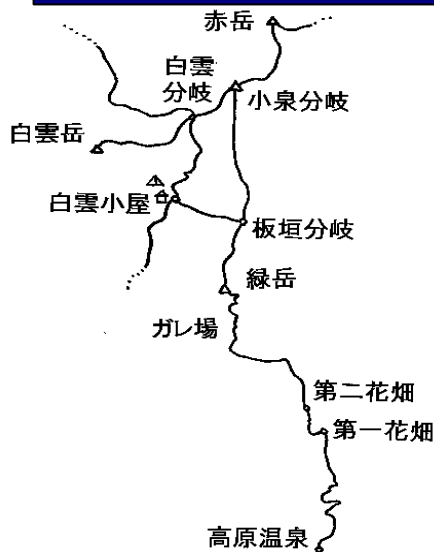 赤岳
白雲
分岐
小泉分岐
白雲岳
白雲小屋
板垣分岐
緑岳
ガレ場
第二花畑
第一花畑
高原温泉